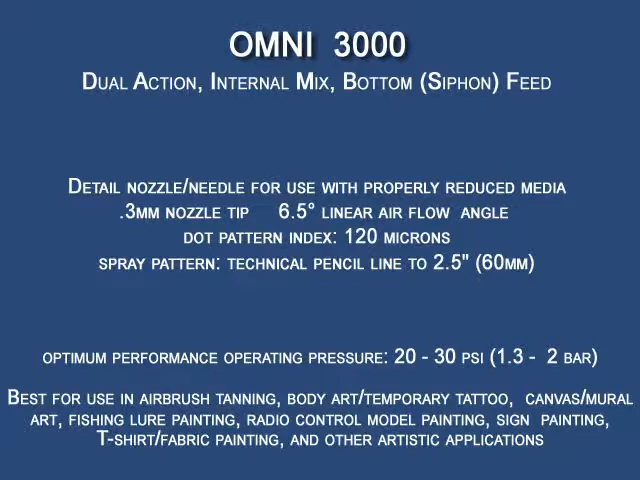 OMNI 3000
Dual Action, Internal Mix, Bottom (Siphon) Feed
Detail nozzle/needle for use with properly reduced media
.3mm nozzle tip 6.5° linear air flow angle
dot pattern index: 120 microns
spray pattern: technical pencil line to 2.5" (60mm)
optimum performance operating pressure: 20 - 30 psi (1.3 - 2 bar)
Best for use in airbrush tanning, body art/temporary tattoo, canvas/mural
art, fishing lure painting, radio control model painting, sign painting,
T-shirt/fabric painting, and other artistic applications